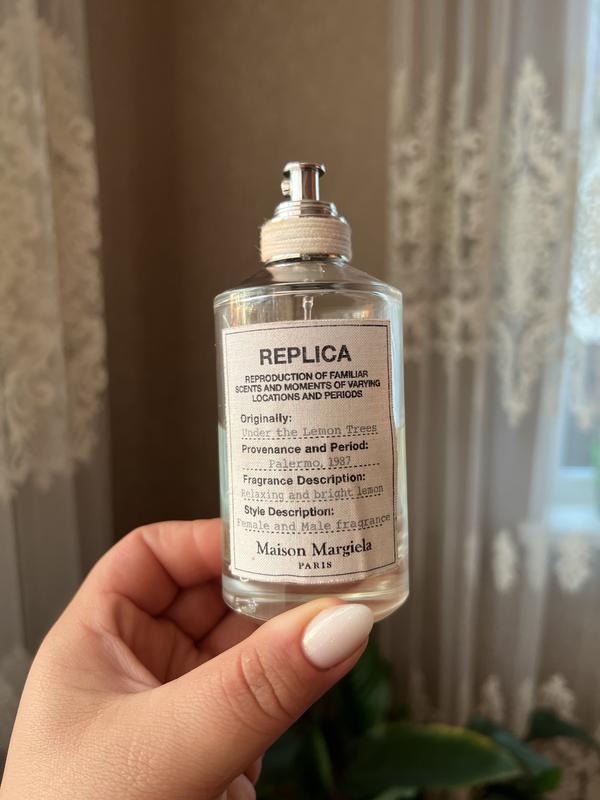 REPLICA
REPRODUCTION OF FAMILIAR
SCENTS AND MOMENTS OF VARYING
LOCATIONS AND PERIODS
Originally:
Under the Lemon Trees
Provenance and Period:
Palermo, 1987
Fragrance Description:
Relaxing and bright lemon
Style Description:
Female and Male fragrance
Maison Margiela
PARIS